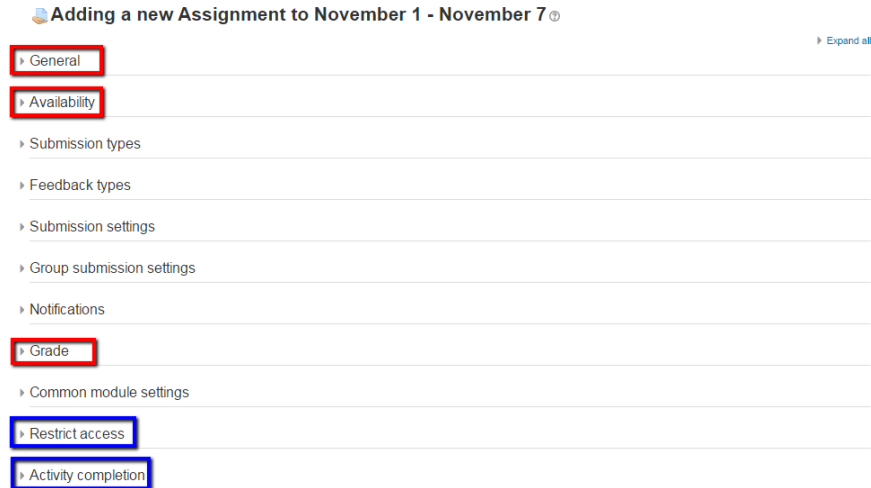 Adding a new Assignment to November 1 - November 7
Expand all
General
Availability
Submission types
Feedback types
Submission settings
Group submission settings
Notifications
Grade
Common module settings
Restrict access
Activity completion